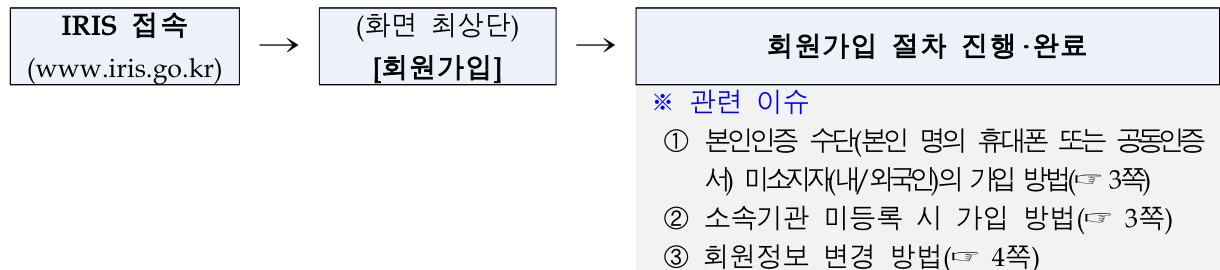 IRIS 접속
(www.iris.go.kr)
→
(화면 최상단)
[회원가입]
→
회원가입 절차 진행·완료
※ 관련 이슈
① 본인인증 수단(본인 명의 휴대폰 또는 공동인증
서) 미소지자(내/외국인)의 가입 방법(☞ 3쪽)
② 소속기관 미등록 시 가입 방법(☞ 3쪽)
③ 회원정보 변경 방법(☞ 4쪽)